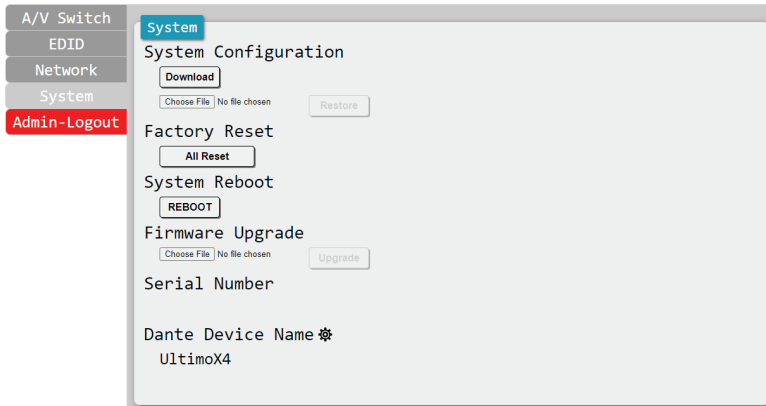 A/V Switch
EDID
Network
System
Admin-Logout
System
System Configuration
Download
Choose File No file chosen
Restore
Factory Reset
All Reset
System Reboot
REBOOT
Firmware Upgrade
Choose File No file chosen
Upgrade
Serial Number
Dante Device Name
UltimoX4